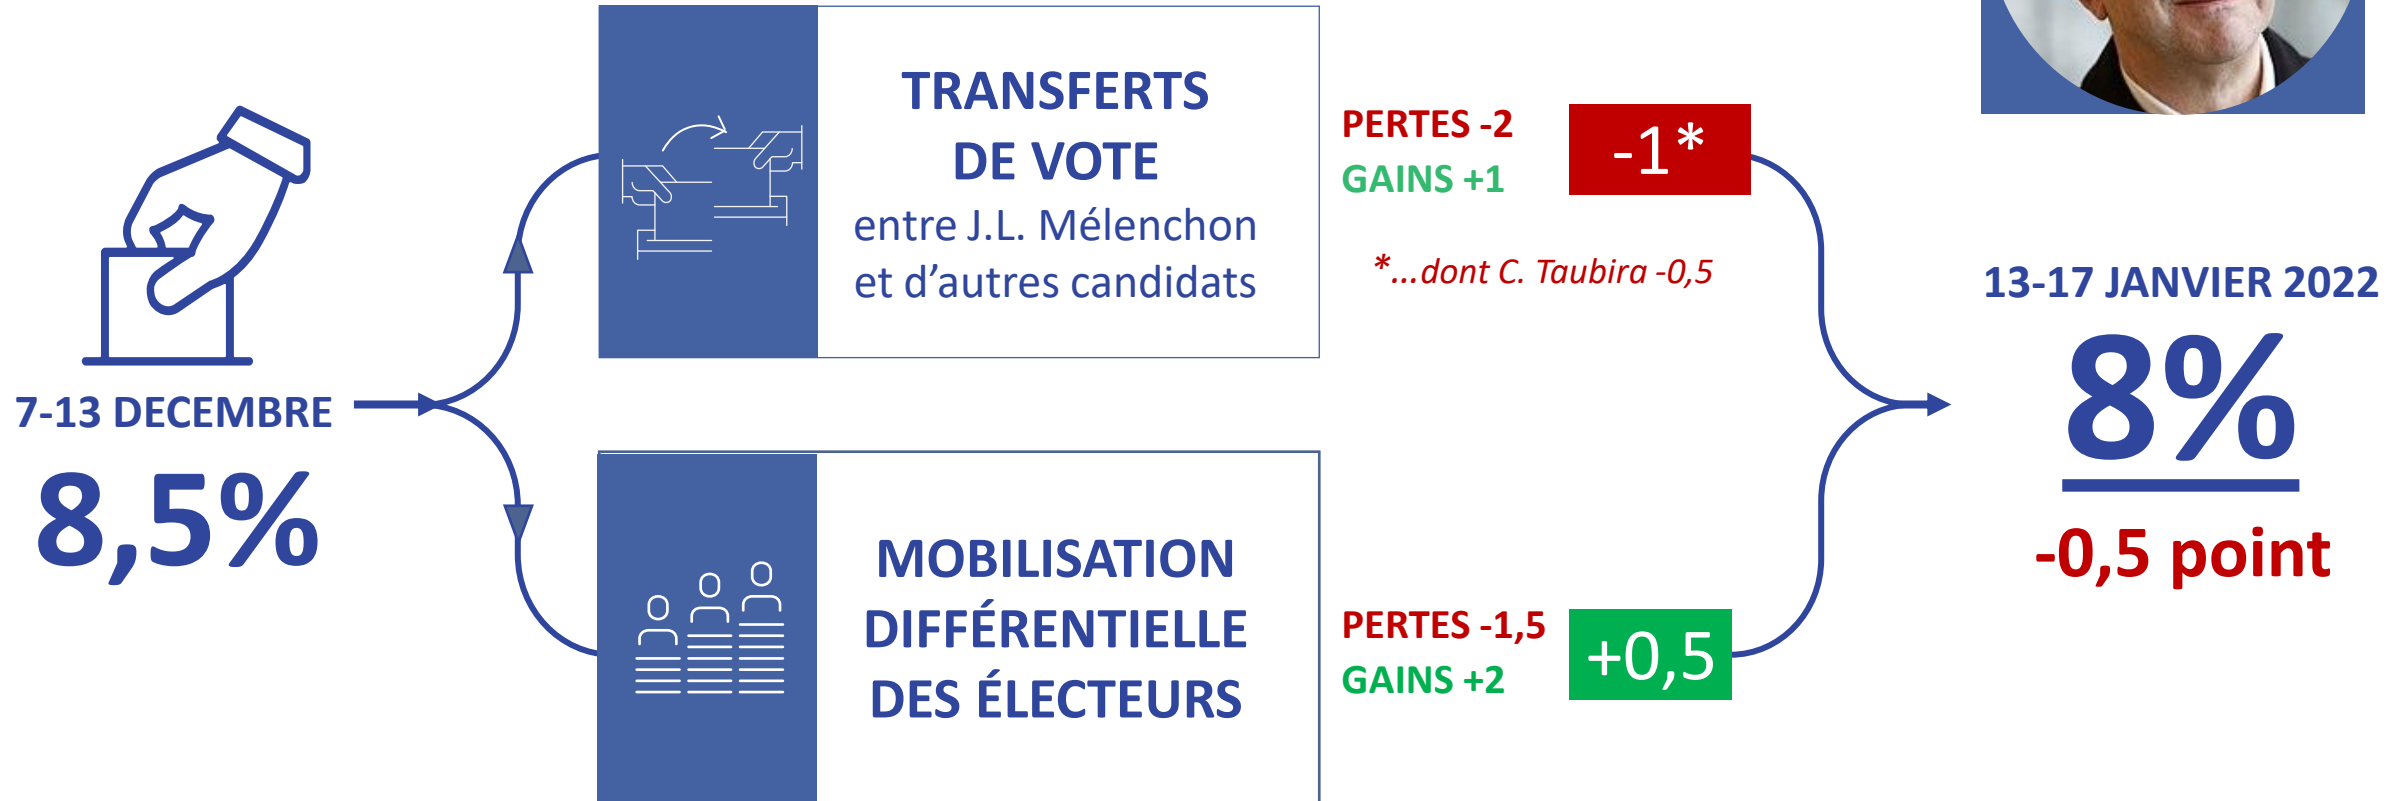 7-13 DECEMBRE
8,5%
TRANSFERTS
DE VOTE
entre J.L. Mélenchon
et d’autres candidats
PERTES -2
GAINS +1
-1*
*...dont C. Taubira -0,5
MOBILISATION
DIFFÉRENTIELLE
DES ÉLECTEURS
PERTES -1,5
GAINS +2
+0,5
13-17 JANVIER 2022
8%
-0,5 point